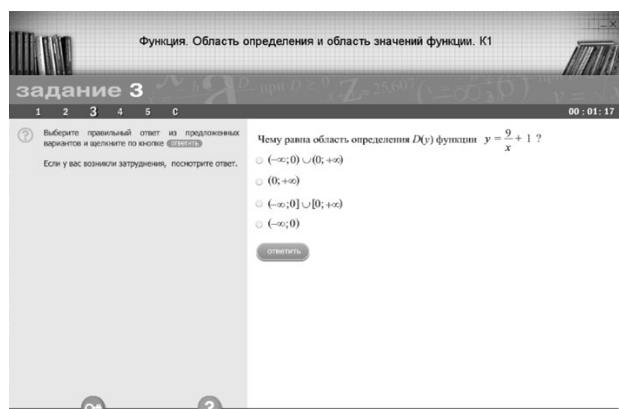 Функция. Область определения и область значений функции. К1
задание 3
1 2 3 4 5 С
00 : 01 : 17
Выберите правильный ответ из предложенных
вариантов и щелкните по кнопке ответить
Если у вас возникли затруднения, посмотрите ответ.
Чему равна область определения D(y) функции y = 9/x + 1 ?
(−∞;0) ∪ (0; +∞)
(0; +∞)
(−∞;0] ∪ [0; +∞)
(−∞;0)
ответить